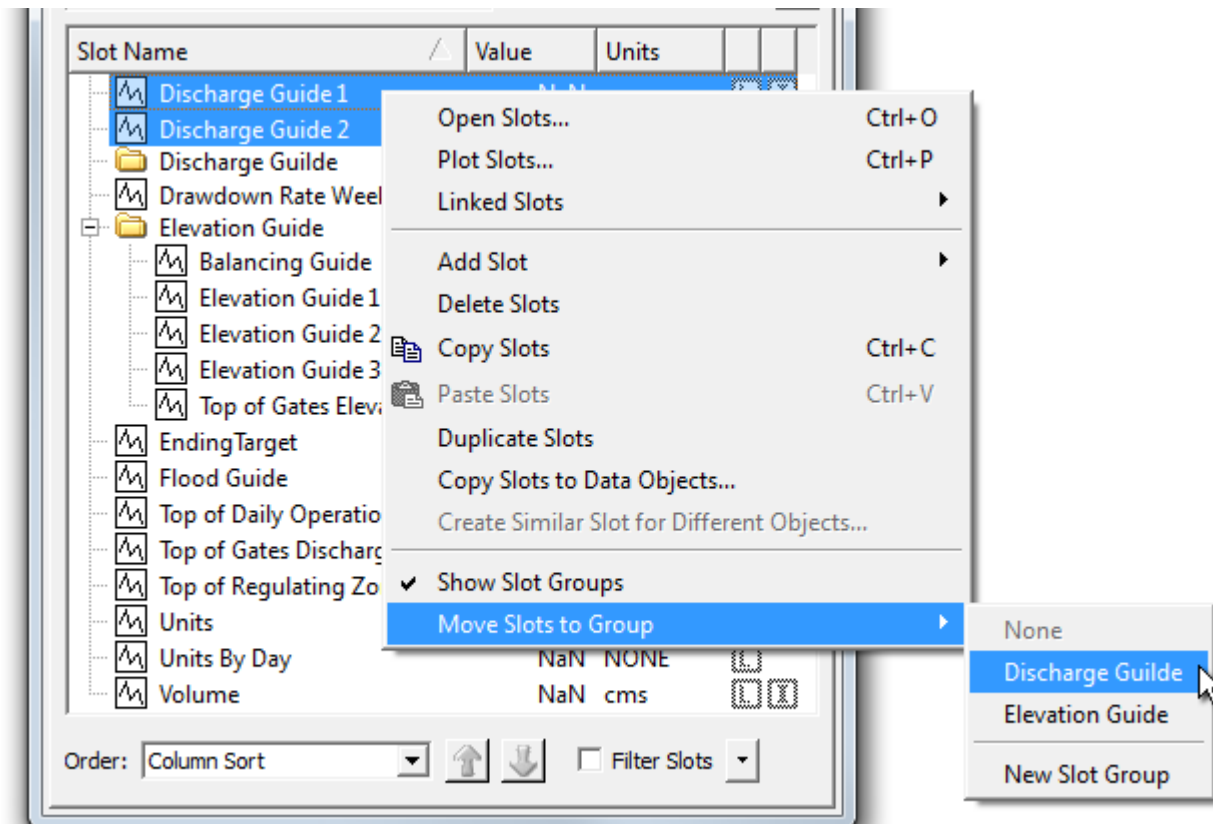 Slot Name Value Units
Discharge Guide 1
Discharge Guide 2
Discharge Guilde
Drawdown Rate
Elevation Guide
Balancing Guide
Elevation Guide 1
Elevation Guide 2
Elevation Guide 3
Top of Gates
EndingTarget
Flood Guide
Top of Daily
Top of Gates
Top of Regulating
Units
Units By Day NaN NONE L
Volume NaN cms L X
Order: Column Sort Filter Slots
Open Slots... Ctrl+O
Plot Slots... Ctrl+P
Linked Slots
Add Slot
Delete Slots
Copy Slots Ctrl+C
Paste Slots Ctrl+V
Duplicate Slots
Copy Slots to Data Objects...
Create Similar Slot for Different Objects...
Show Slot Groups
Move Slots to Group
None
Discharge Guilde
Elevation Guide
New Slot Group